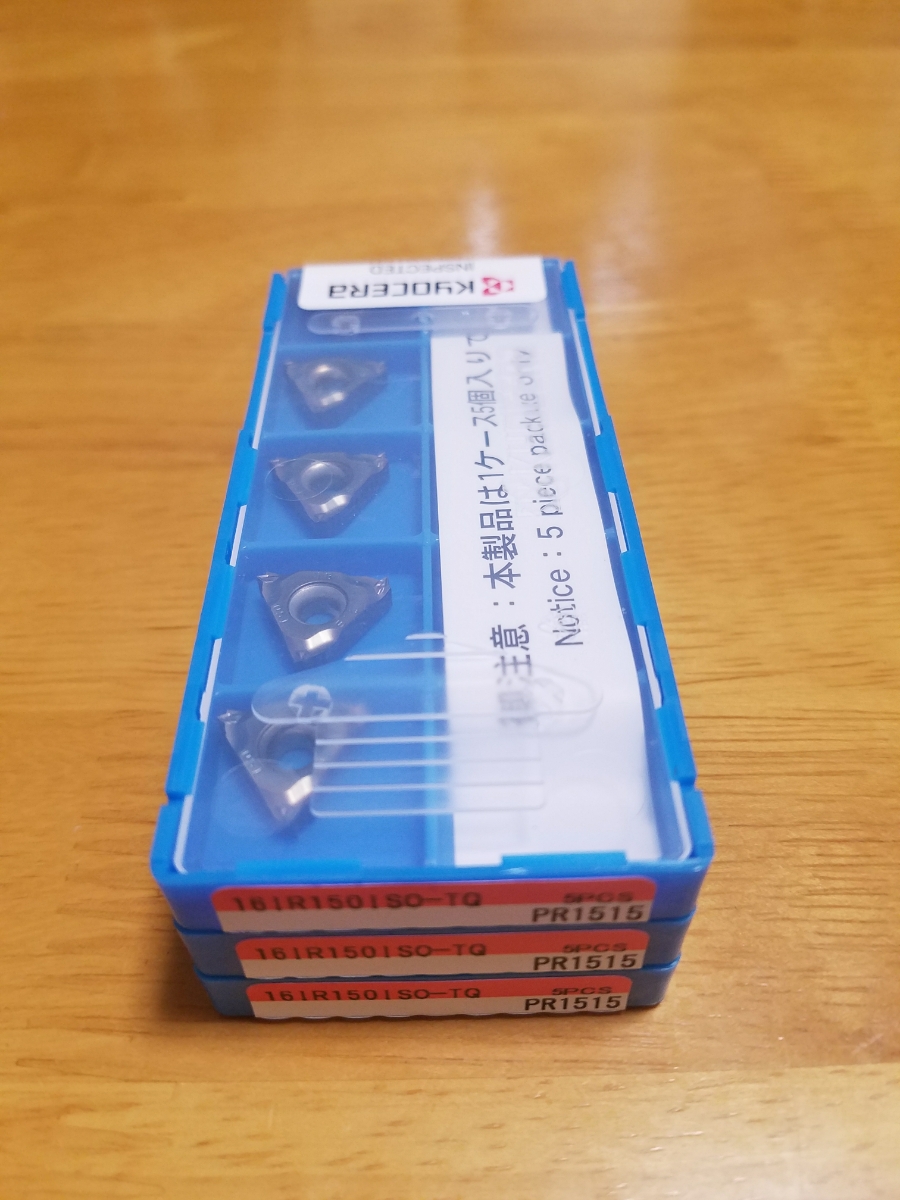 INSPECTED
KYOCERA
注意：本製品は1ケース5個入りで
Notice : 5 piece package only
16IR150ISO-TQ 5PCS
PR1515
16IR150ISO-TQ 5PCS
PR1515
16IR150ISO-TQ 5PCS
PR1515